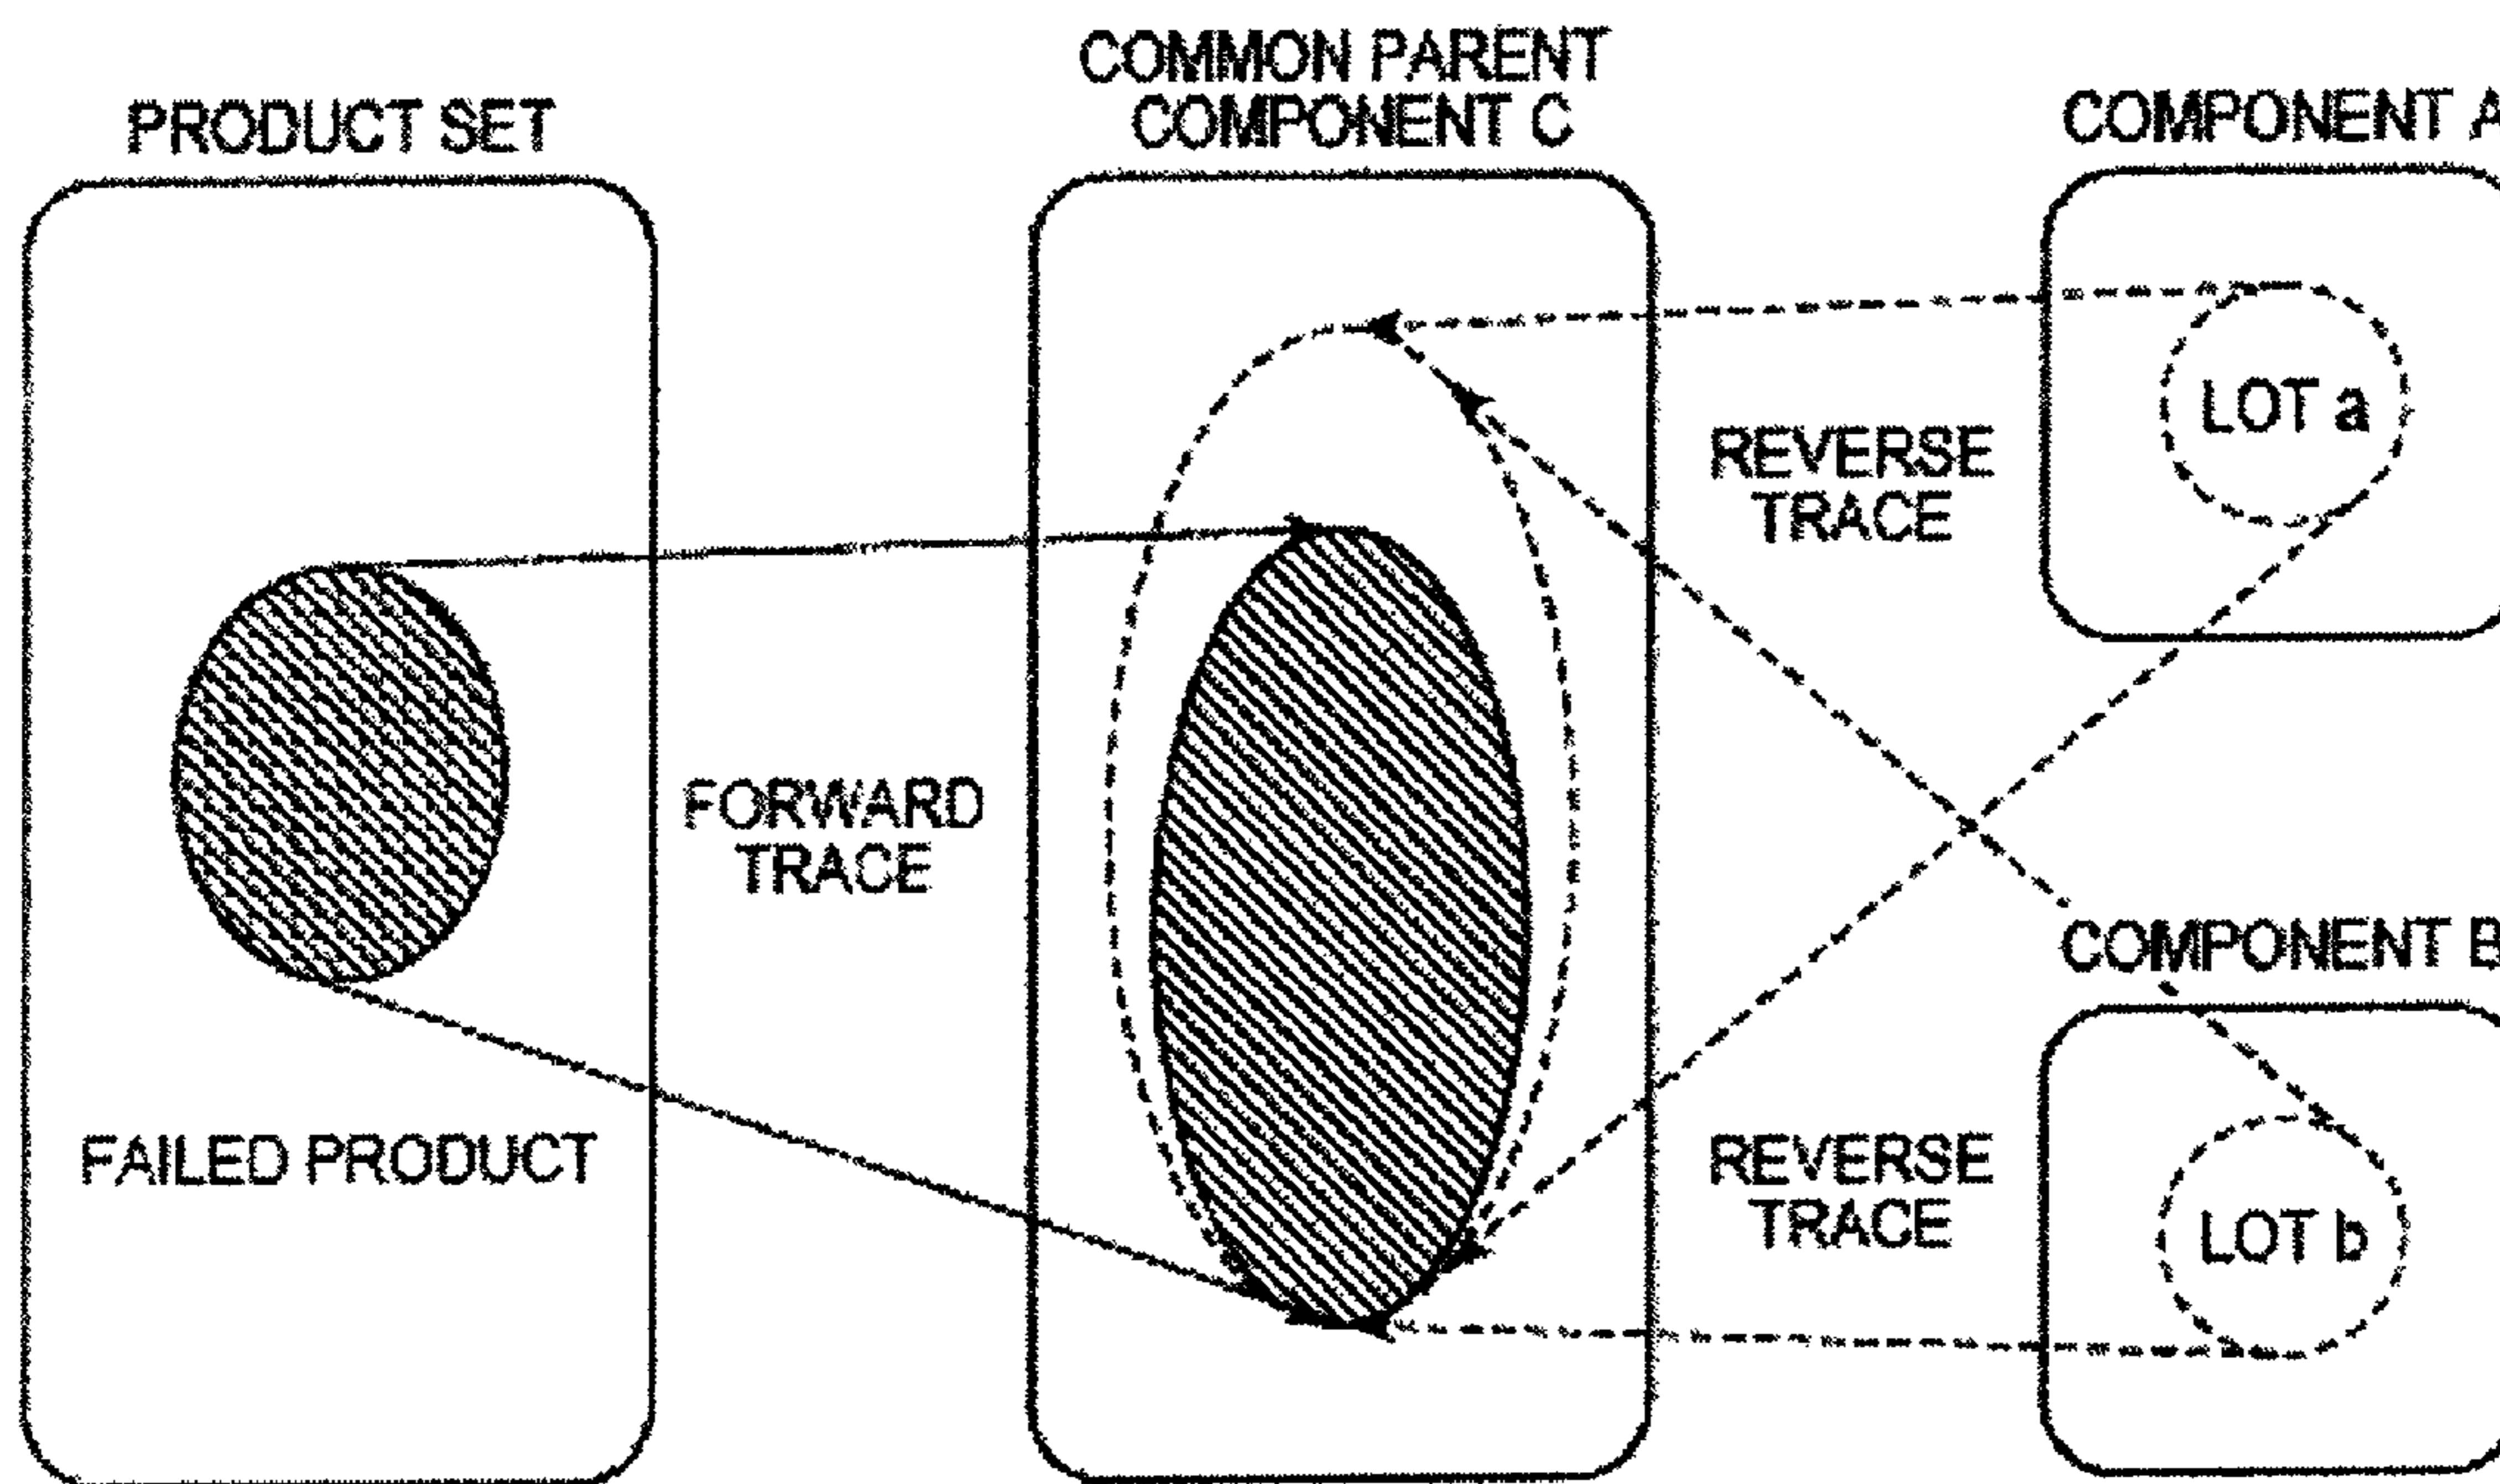 PRODUCT SET
COMMON PARENT
COMPONENT C
COMPONENT A
LOT a
REVERSE
TRACE
FORWARD
TRACE
FAILED PRODUCT
COMPONENT B
REVERSE
TRACE
LOT b